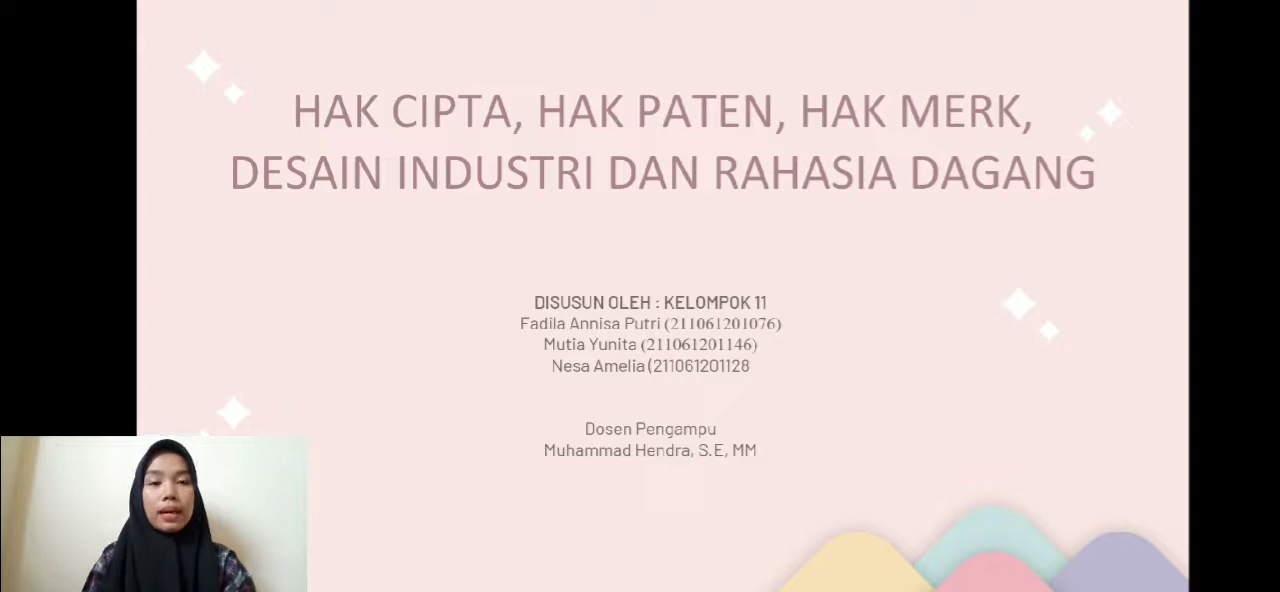 HAK CIPTA, HAK PATEN, HAK MERK,
DESAIN INDUSTRI DAN RAHASIA DAGANG
DISUSUN OLEH : KELOMPOK 11
Fadila Annisa Putri (211061201076)
Mutia Yunita (211061201146)
Nesa Amelia (211061201128
Dosen Pengampu
Muhammad Hendra, S.E, MM